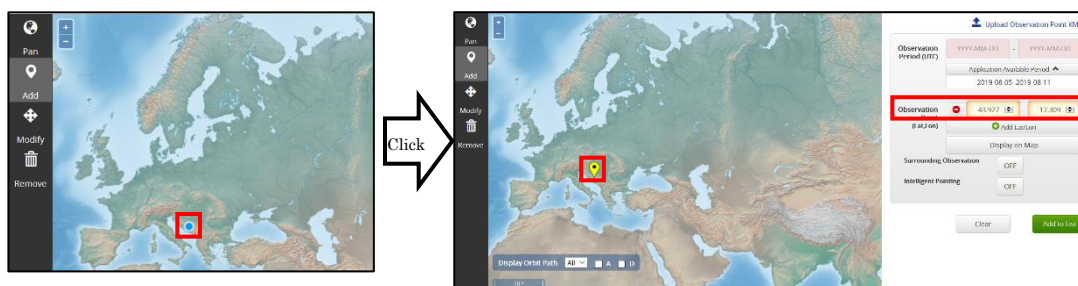 Pan
Add
Modify
Remove
Click
Pan
Add
Modify
Remove
Display Orbit Path All A D
Upload Observation Point KM
Observation
Period (UTC)
YYYY-MM-DD - YYYY-MM-DD
Application Available Period
2019-08-05 2019-08-11
Observation
43.927 17.309
(Lat,Lon)
Add Lat/Lon
Display on Map
Surrounding Observation OFF
Intelligent Pointing OFF
Clear Add to List